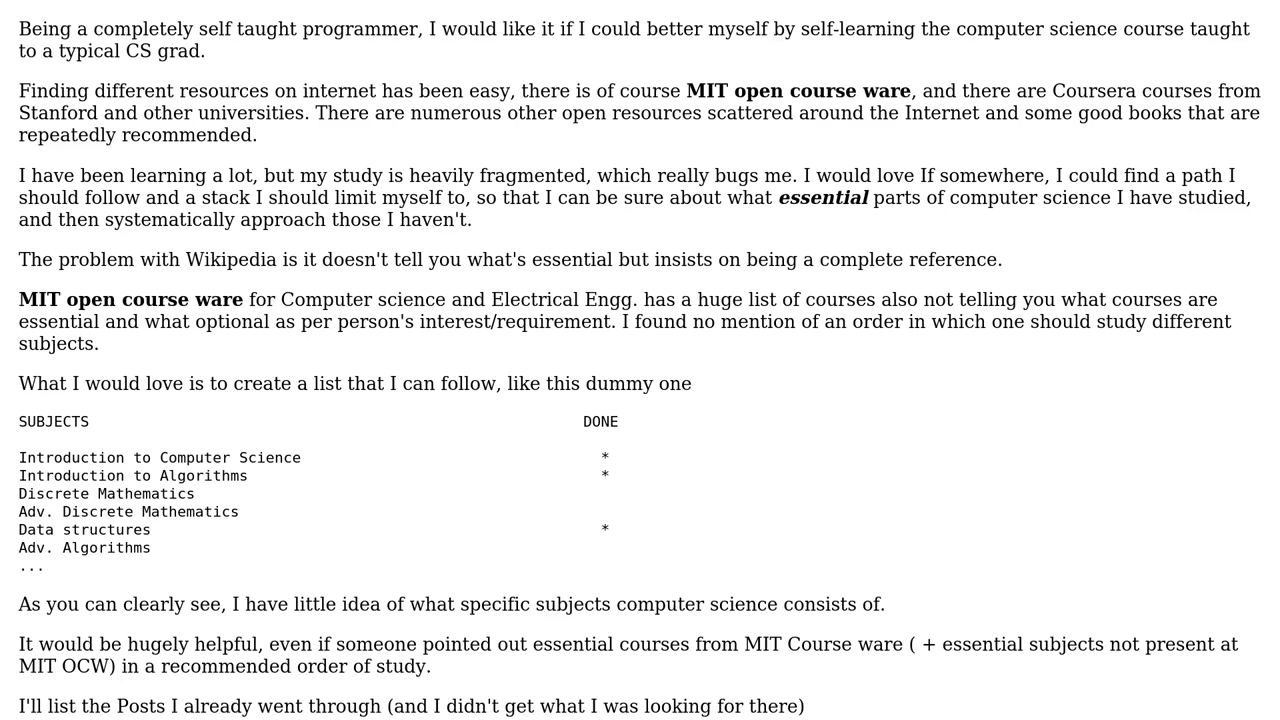 Being a completely self taught programmer, I would like it if I could better myself by self-learning the computer science course taught
to a typical CS grad.
Finding different resources on internet has been easy, there is of course MIT open course ware, and there are Coursera courses from
Stanford and other universities. There are numerous other open resources scattered around the Internet and some good books that are
repeatedly recommended.
I have been learning a lot, but my study is heavily fragmented, which really bugs me. I would love If somewhere, I could find a path I
should follow and a stack I should limit myself to, so that I can be sure about what essential parts of computer science I have studied,
and then systematically approach those I haven't.
The problem with Wikipedia is it doesn't tell you what's essential but insists on being a complete reference.
MIT open course ware for Computer science and Electrical Engg. has a huge list of courses also not telling you what courses are
essential and what optional as per person's interest/requirement. I found no mention of an order in which one should study different
subjects.
What I would love is to create a list that I can follow, like this dummy one
SUBJECTS DONE
Introduction to Computer Science *
Introduction to Algorithms *
Discrete Mathematics
Adv. Discrete Mathematics
Data structures *
Adv. Algorithms
...
As you can clearly see, I have little idea of what specific subjects computer science consists of.
It would be hugely helpful, even if someone pointed out essential courses from MIT Course ware ( + essential subjects not present at
MIT OCW) in a recommended order of study.
I'll list the Posts I already went through (and I didn't get what I was looking for there)